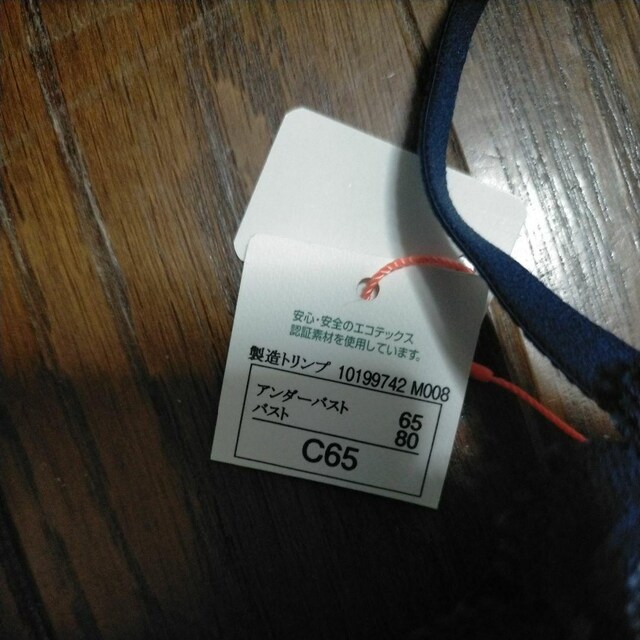 安心・安全のエコテックス
認証素材を使用しています。
製造トリンプ 10199742 M008
アンダーバスト 65
バスト 80
C65